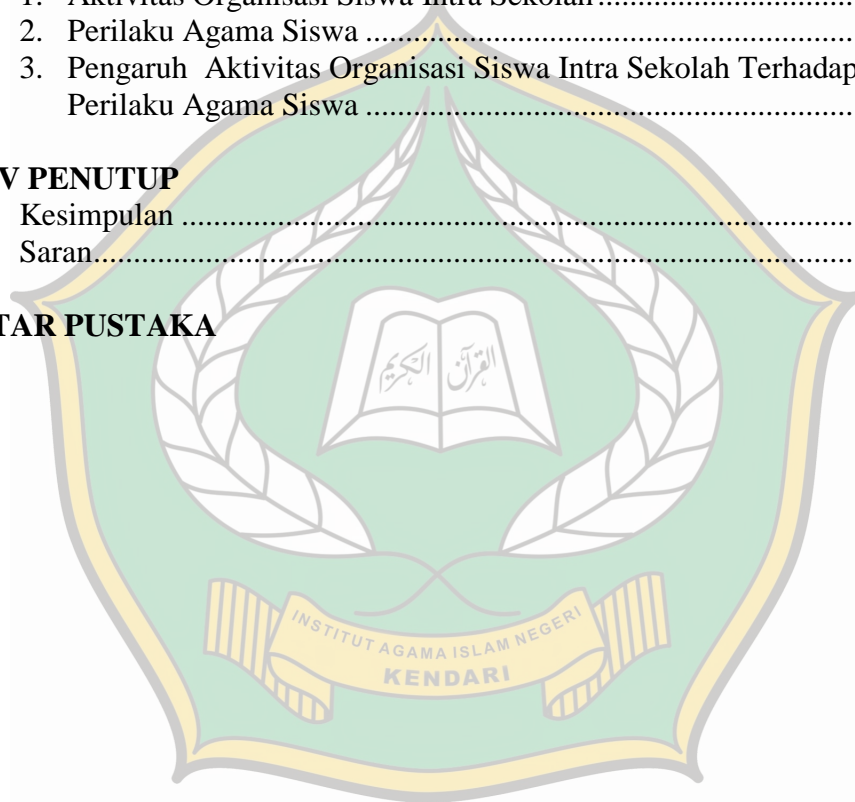 1. Aktivitas Organisasi Siswa Intra Sekolah....................................
2. Perilaku Agama Siswa ....................................................................
3. Pengaruh Aktivitas Organisasi Siswa Intra Sekolah Terhadap
Perilaku Agama Siswa ....................................................................
V PENUTUP
Kesimpulan ..............................................................................................
Saran..........................................................................................................
TAR PUSTAKA
القرآن الكريم
INSTITUT AGAMA ISLAM NEGERI
KENDARI